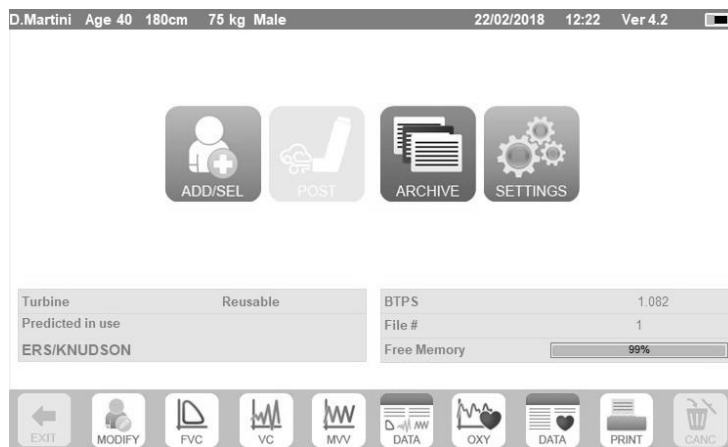 D.Martini Age 40 180cm 75 kg Male 22/02/2018 12:22 Ver 4.2
ADD/SEL POST ARCHIVE SETTINGS
Turbine Reusable
Predicted in use
ERS/KNUDSON
BTPS 1.082
File # 1
Free Memory 99%
EXIT MODIFY FVC VC MVV DATA OXY DATA PRINT CANC